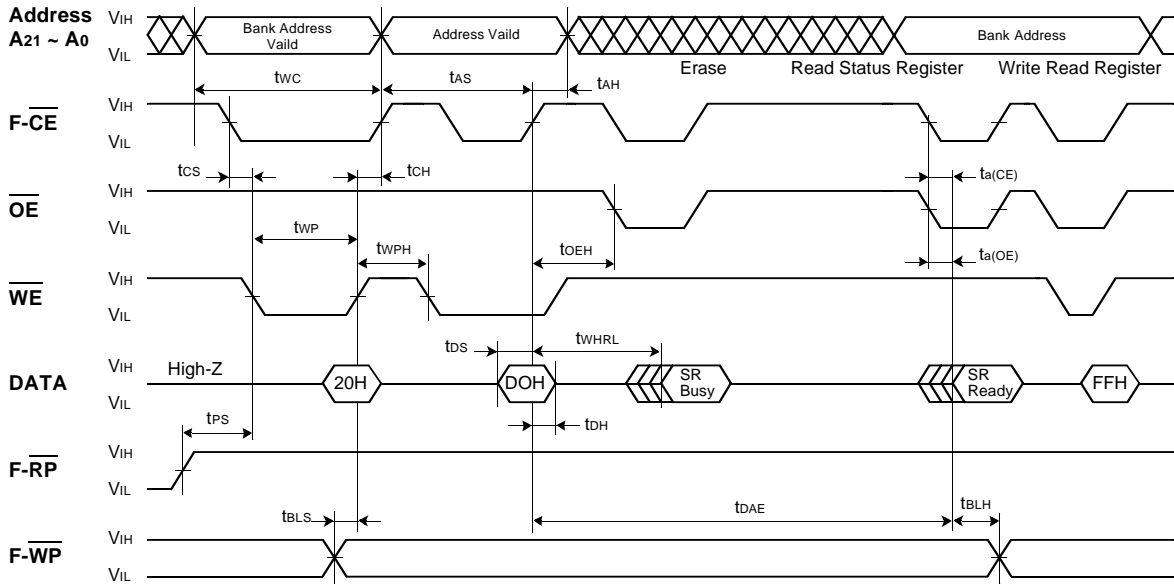 Address
A21 ~ A0
VIH
VIL
Bank Address
Vaild
Address Vaild
Bank Address
Erase
Read Status Register
Write Read Register
tWC
tAS
tAH
F-CE
VIH
VIL
tCS
tCH
ta(CE)
OE
VIH
VIL
tWP
tWPH
tOEH
ta(OE)
WE
VIH
VIL
tDS
tWHRL
DATA
VIH
VIL
High-Z
20H
DOH
SR
Busy
SR
Ready
FFH
tPS
tDH
F-RP
VIH
VIL
tBLS
tDAE
tBLH
F-WP
VIH
VIL